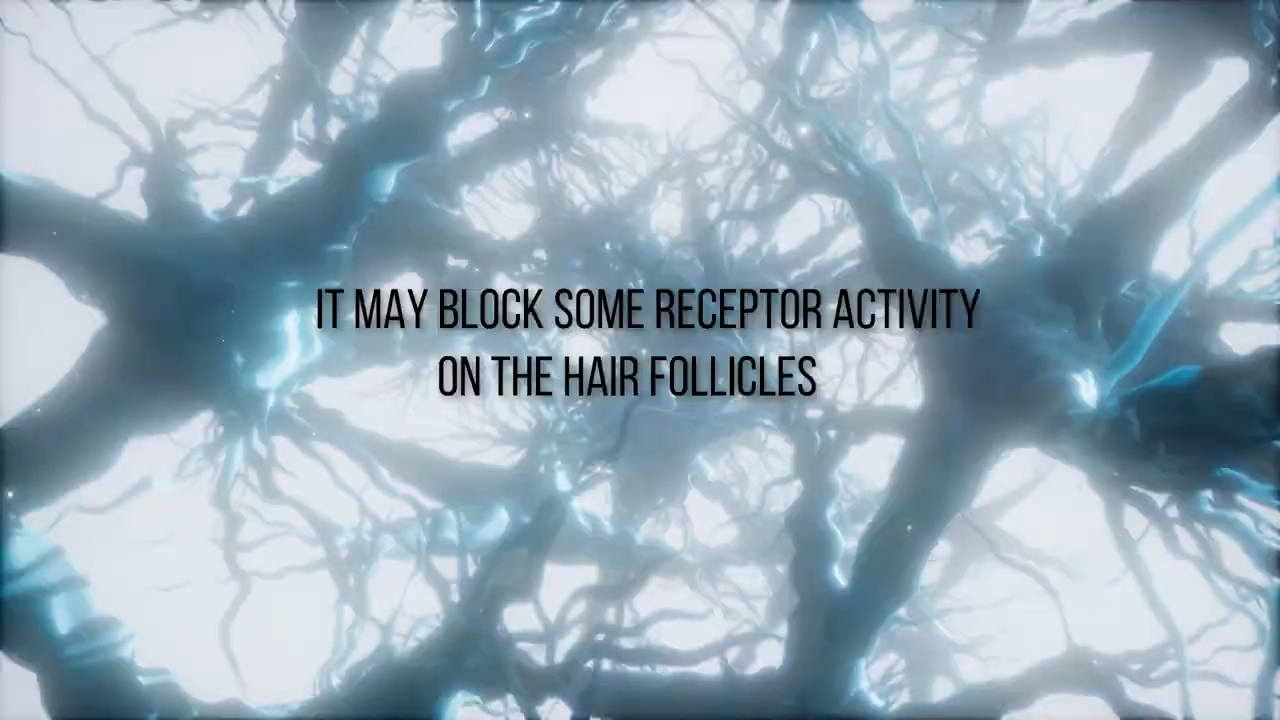 IT MAY BLOCK SOME RECEPTOR ACTIVITY
ON THE HAIR FOLLICLES